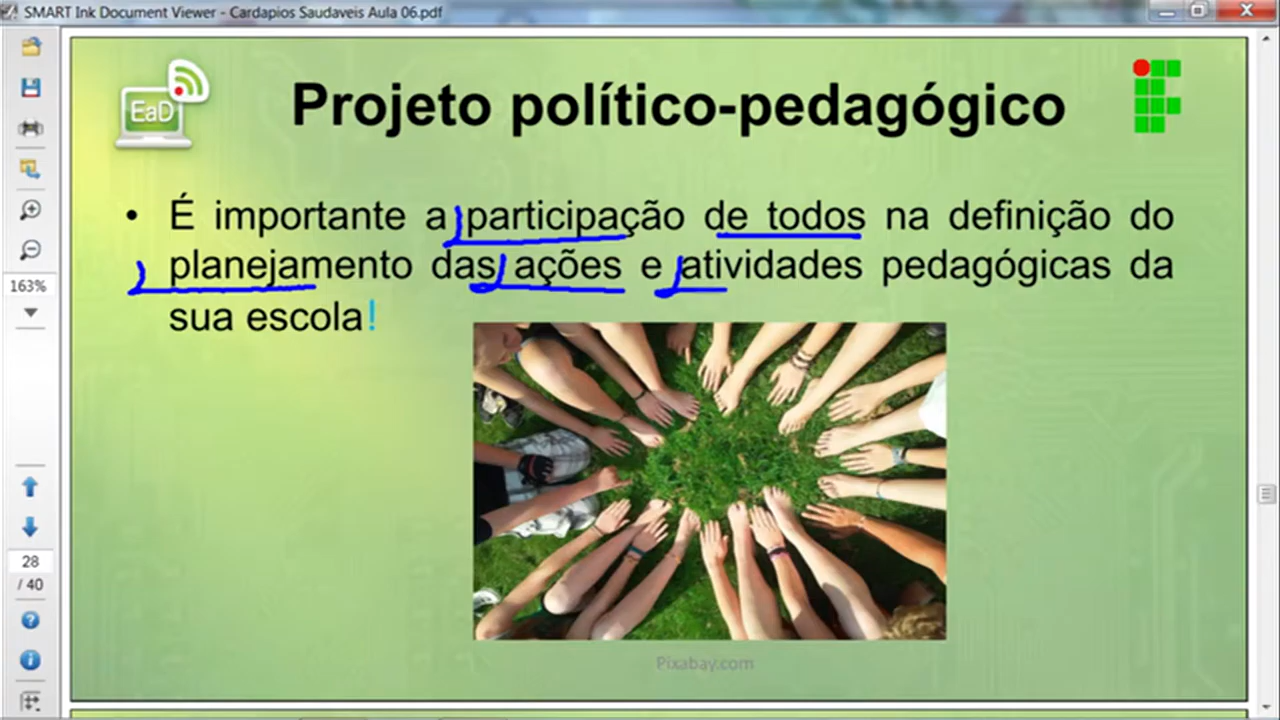 SMART Ink Document Viewer - Cardapios Saudaveis Aula 06.pdf
EaD
Projeto político-pedagógico
• É importante a participação de todos na definição do
planejamento das ações e atividades pedagógicas da
sua escola!
163%
28
/ 40
Pixabay.com